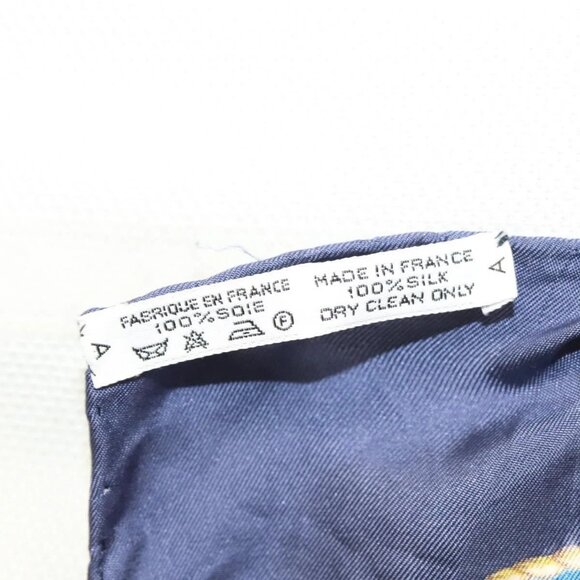 A
FABRIQUE EN FRANCE
100%SOIE
F
MADE IN FRANCE
100%SILK
DRY CLEAN ONLY
A